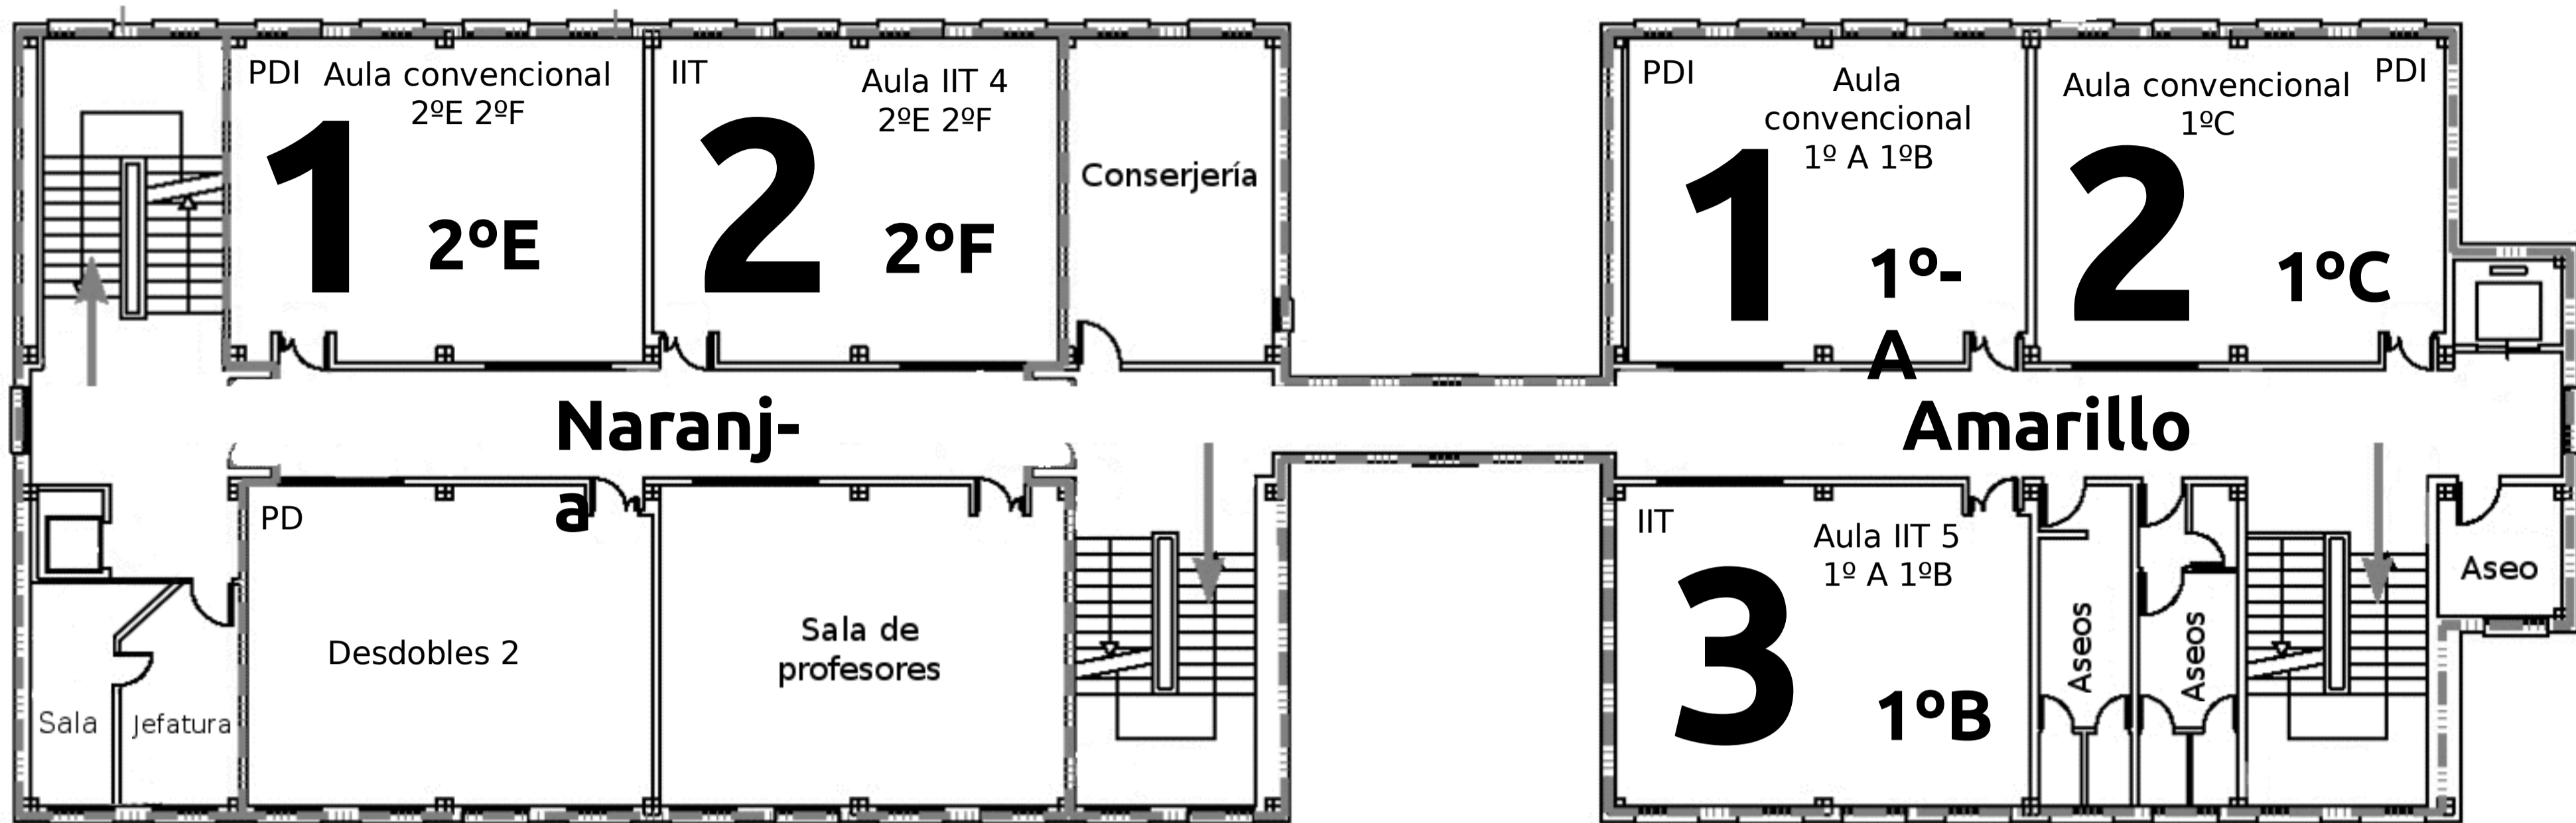 PDI
Aula convencional
2ºE 2ºF
1
2ºE
IIT
Aula IIT 4
2ºE 2ºF
2
2ºF
Conserjería
PDI
Aula
convencional
1º A 1ºB
1
1º-
A
Aula convencional
1ºC
PDI
2
1ºC
Naranj-
a
Amarillo
PD
Desdobles 2
Sala de
profesores
Sala
Jefatura
IIT
Aula IIT 5
1º A 1ºB
3
1ºB
Aseos
Aseos
Aseo